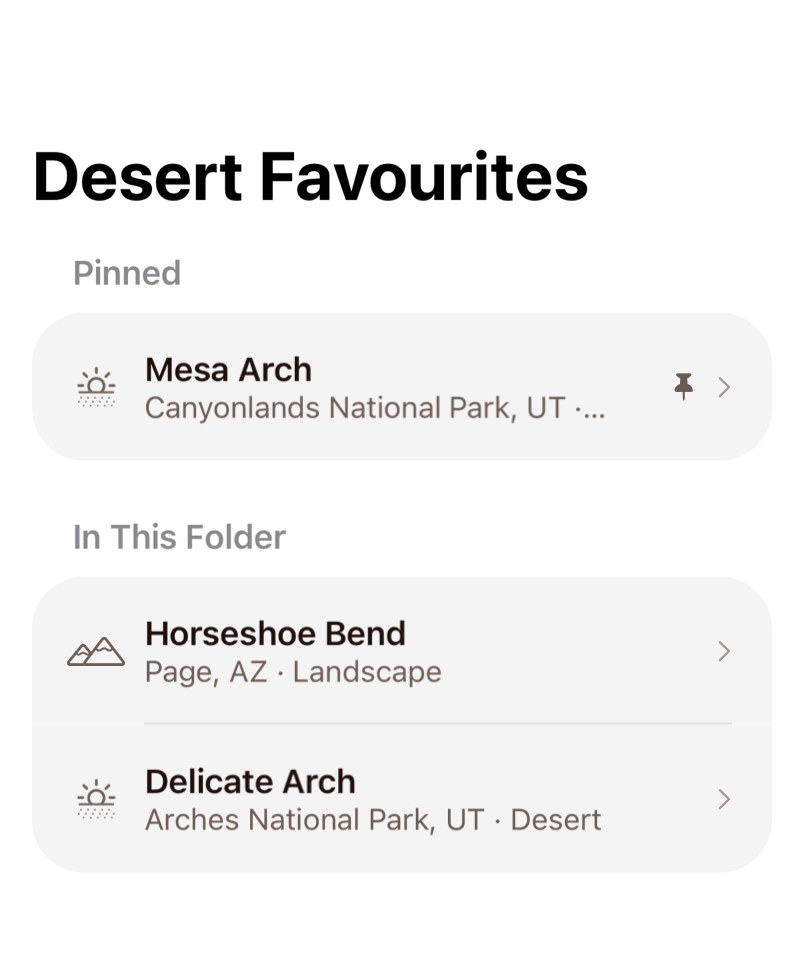 Desert Favourites
Pinned
Mesa Arch
Canyonlands National Park, UT ·...
In This Folder
Horseshoe Bend
Page, AZ · Landscape
Delicate Arch
Arches National Park, UT · Desert